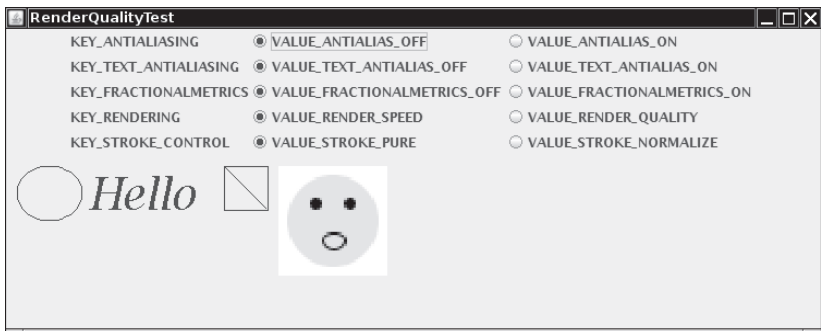 RenderQualityTest
KEY_ANTIALIASING VALUE_ANTIALIAS_OFF VALUE_ANTIALIAS_ON
KEY_TEXT_ANTIALIASING VALUE_TEXT_ANTIALIAS_OFF VALUE_TEXT_ANTIALIAS_ON
KEY_FRACTIONALMETRICS VALUE_FRACTIONALMETRICS_OFF VALUE_FRACTIONALMETRICS_ON
KEY_RENDERING VALUE_RENDER_SPEED VALUE_RENDER_QUALITY
KEY_STROKE_CONTROL VALUE_STROKE_PURE VALUE_STROKE_NORMALIZE
Hello